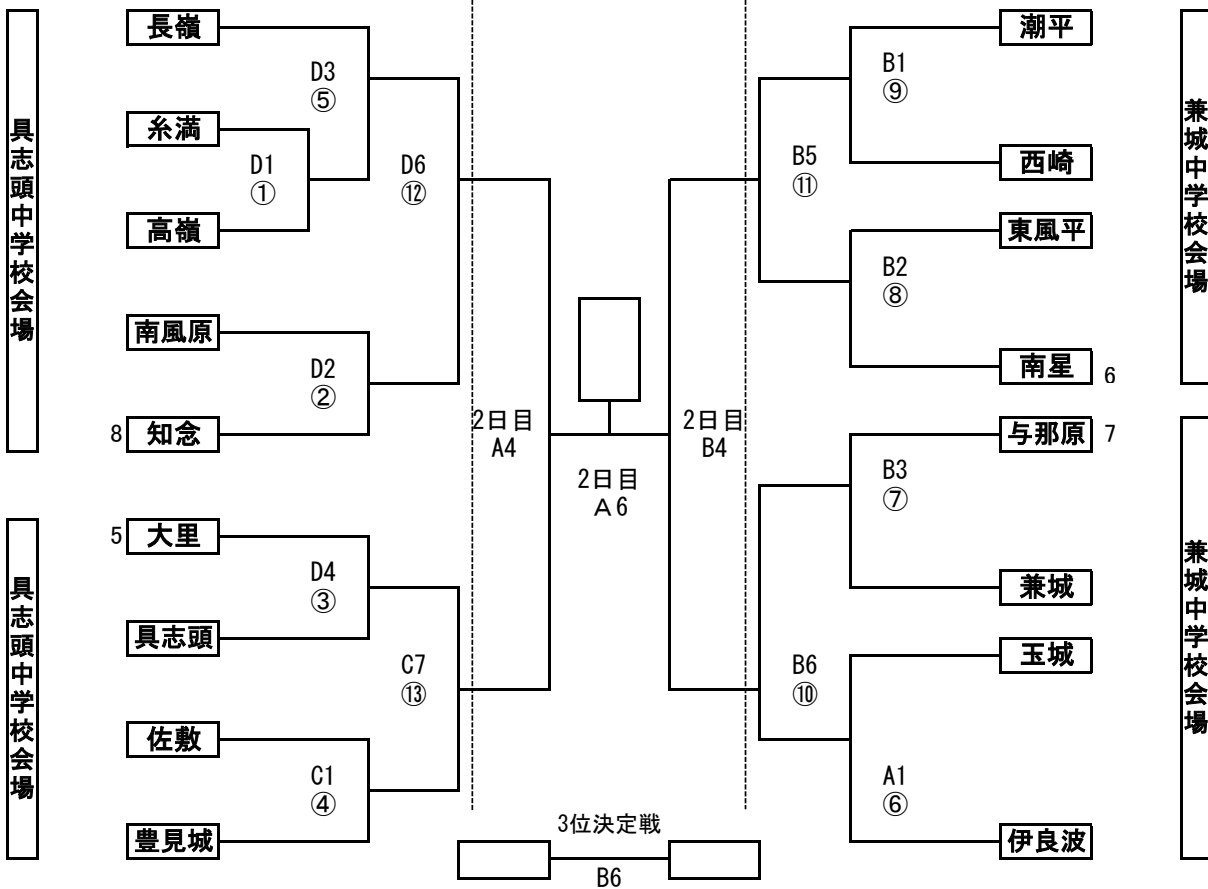 具志頭中学校会場
長嶺
糸満
高嶺
南風原
8 知念
D3
⑤
D1
①
D6
⑫
D2
②
具志頭中学校会場
5 大里
具志頭
佐敷
豊見城
D4
③
C7
⑬
C1
④
2日目
A4
2日目
A6
2日目
B4
3位決定戦
B6
潮平
西崎
東風平
南星 6
B1
⑨
B5
⑪
B2
⑧
兼城中学校会場
与那原 7
兼城
玉城
伊良波
B3
⑦
B6
⑩
A1
⑥
兼城中学校会場